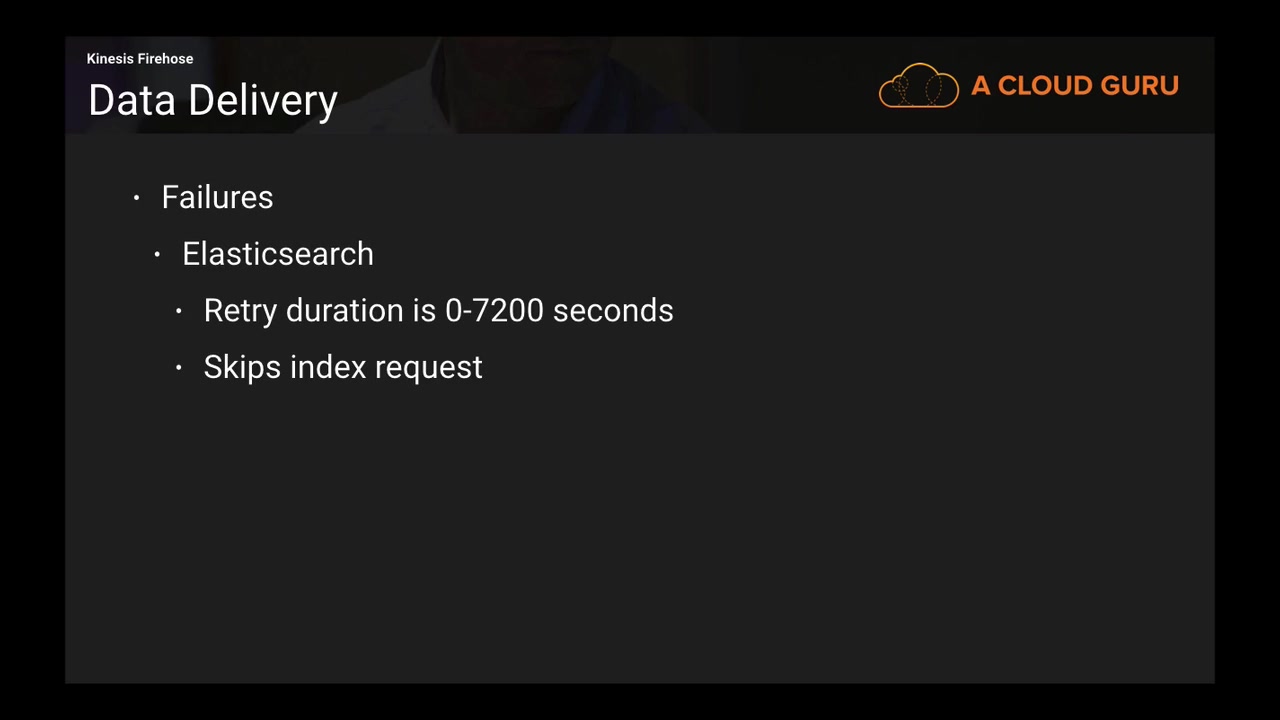 Kinesis Firehose
Data Delivery
A CLOUD GURU
• Failures
• Elasticsearch
• Retry duration is 0-7200 seconds
• Skips index request